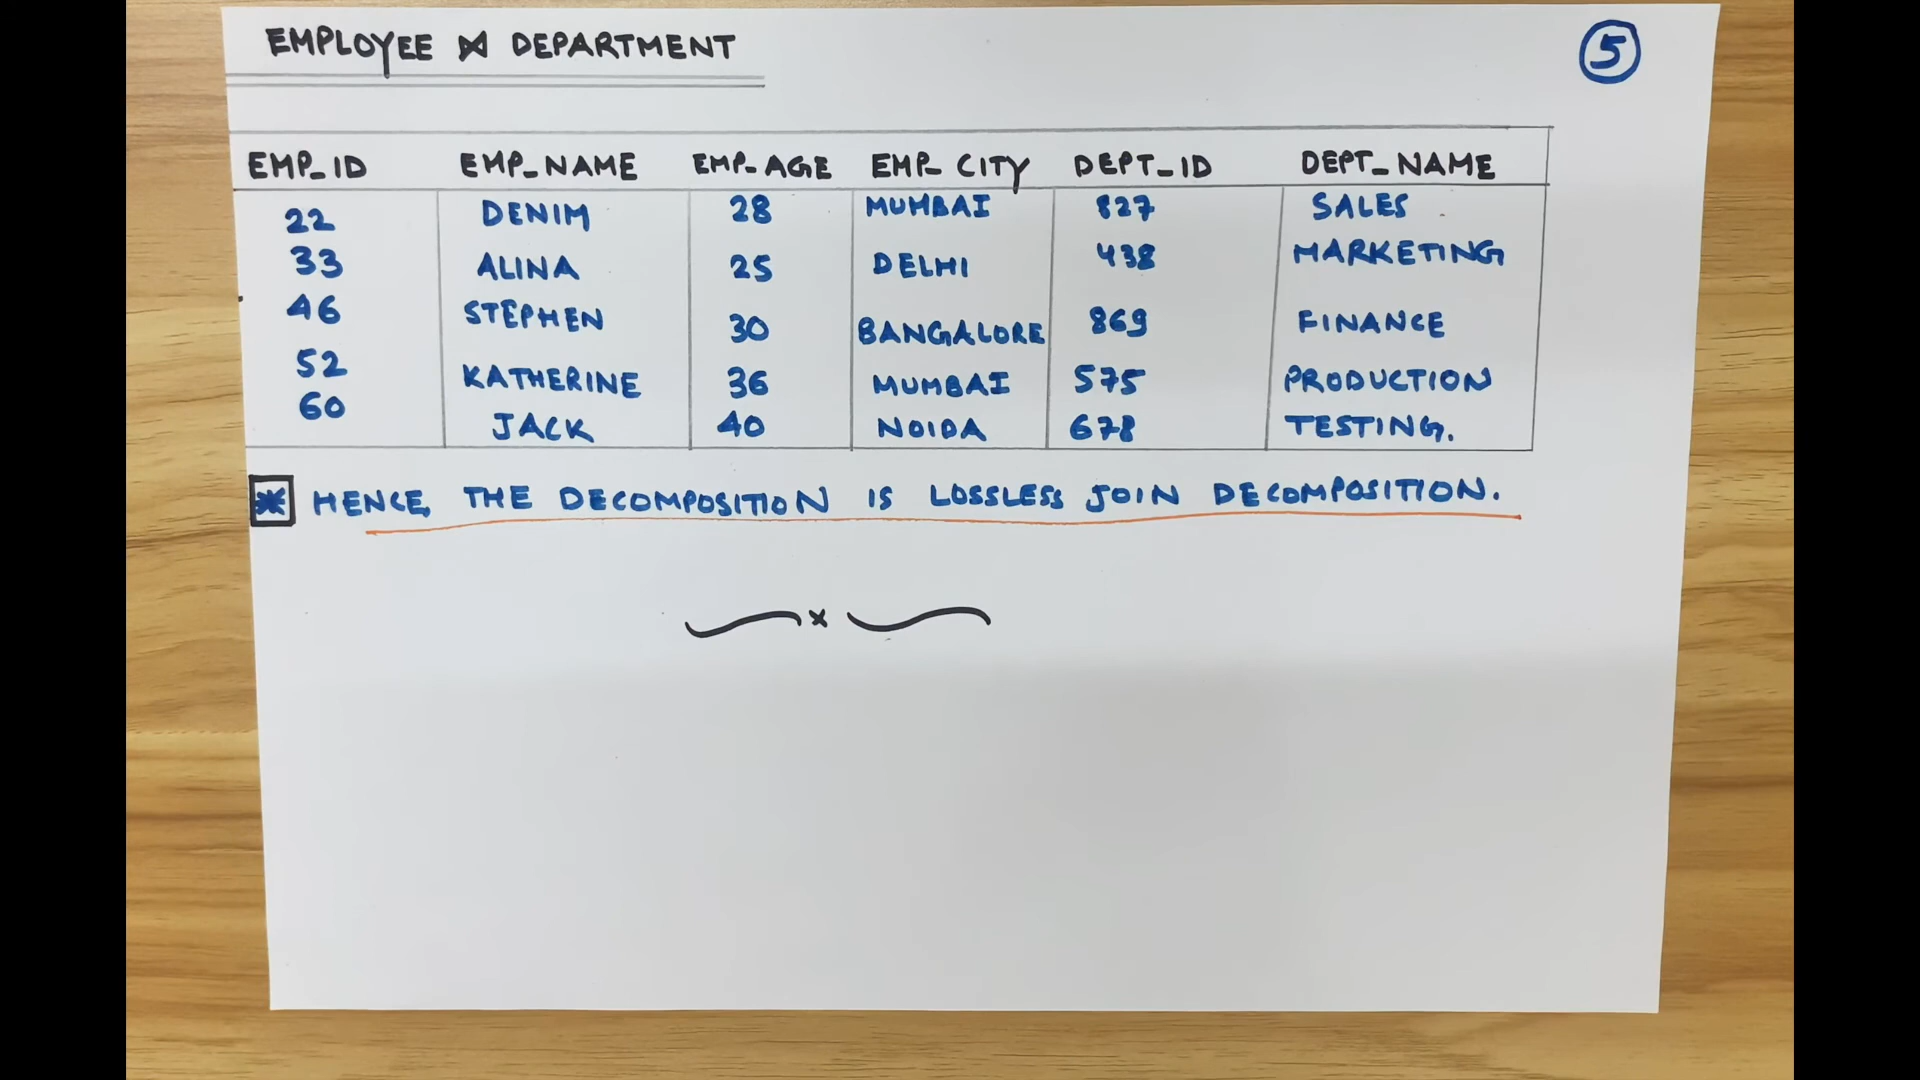 EMPLOYEE ⋈ DEPARTMENT
5
EMP_ID EMP_NAME EMP_AGE EMP_CITY DEPT_ID DEPT_NAME
22 DENIM 28 MUMBAI 827 SALES
33 ALINA 25 DELHI 438 MARKETING
46 STEPHEN 30 BANGALORE 869 FINANCE
52 KATHERINE 36 MUMBAI 575 PRODUCTION
60 JACK 40 NOIDA 678 TESTING.
* HENCE, THE DECOMPOSITION IS LOSSLESS JOIN DECOMPOSITION.
x